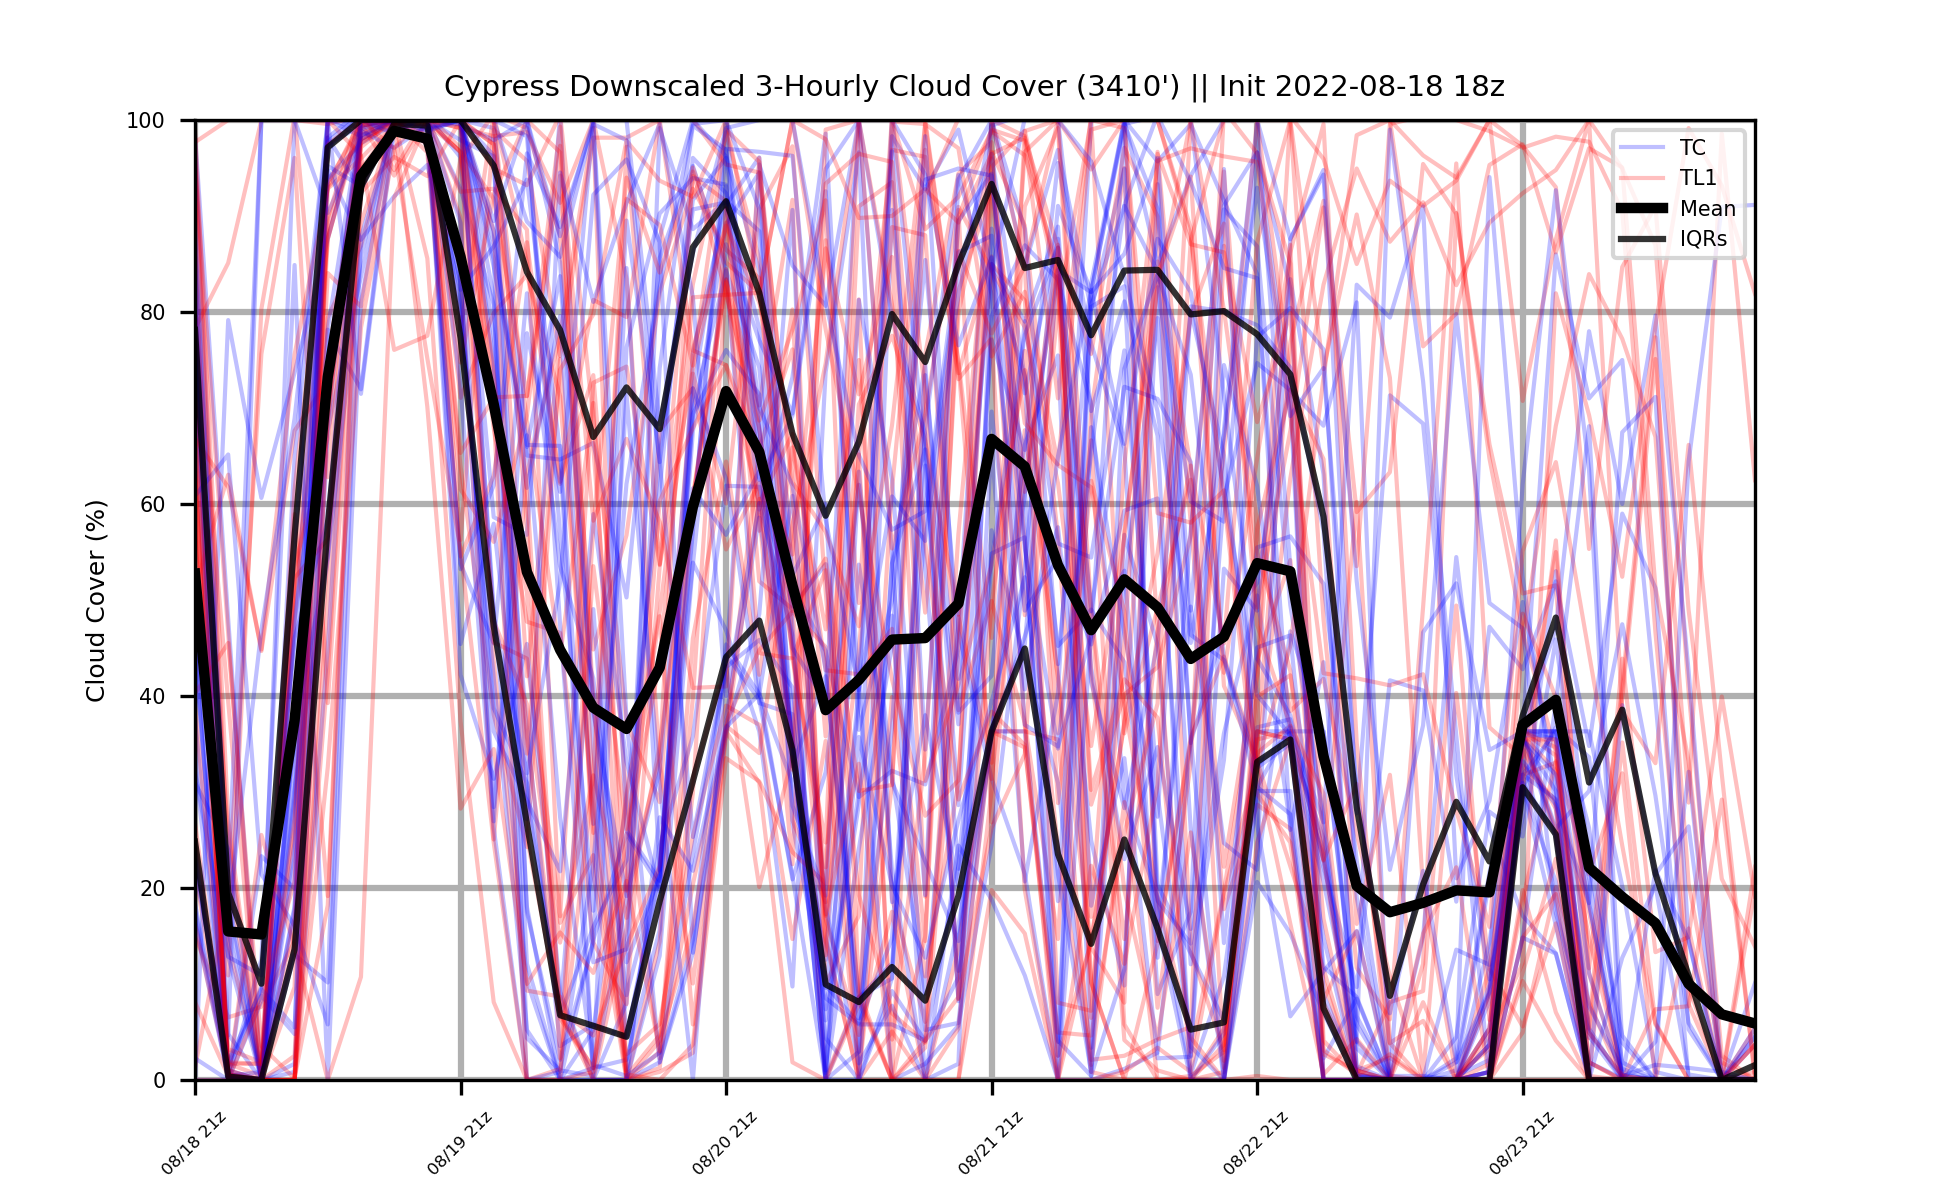 Cypress Downscaled 3-Hourly Cloud Cover (3410') || Init 2022-08-18 18z
TC
TL1
Mean
IQRs
Cloud Cover (%)
100
80
60
40
20
0
08/18 21z
08/19 21z
08/20 21z
08/21 21z
08/22 21z
08/23 21z